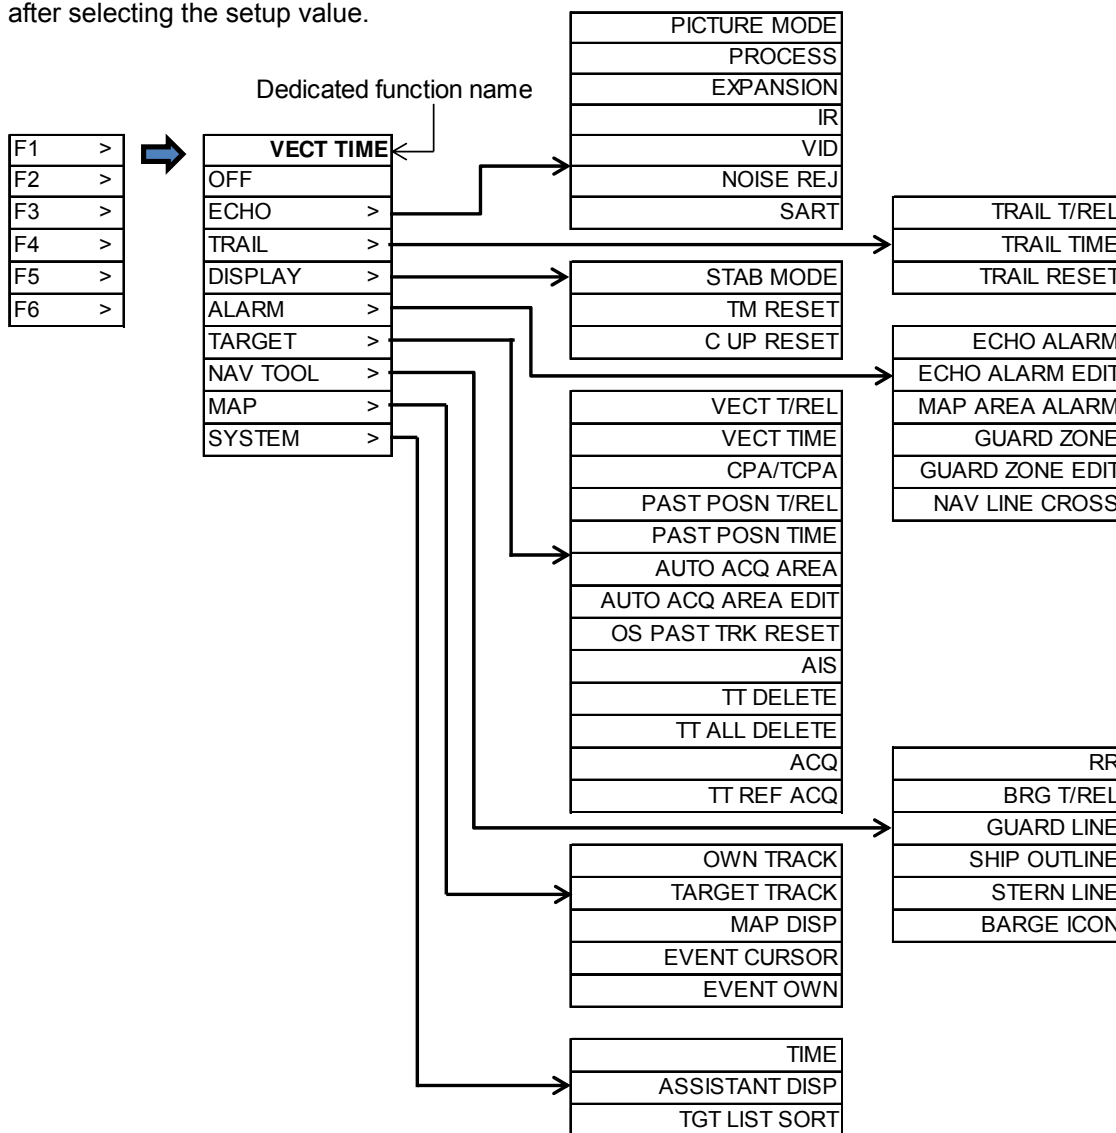 after selecting the setup value.
Dedicated function name
F1 >
F2 >
F3 >
F4 >
F5 >
F6 >
VECT TIME
OFF
ECHO >
TRAIL >
DISPLAY >
ALARM >
TARGET >
NAV TOOL >
MAP >
SYSTEM >
PICTURE MODE
PROCESS
EXPANSION
IR
VID
NOISE REJ
SART
TRAIL T/REL
TRAIL TIME
TRAIL RESET
STAB MODE
TM RESET
C UP RESET
ECHO ALARM
ECHO ALARM EDIT
MAP AREA ALARM
GUARD ZONE
GUARD ZONE EDIT
NAV LINE CROSS
VECT T/REL
VECT TIME
CPA/TCPA
PAST POSN T/REL
PAST POSN TIME
AUTO ACQ AREA
AUTO ACQ AREA EDIT
OS PAST TRK RESET
AIS
TT DELETE
TT ALL DELETE
ACQ
TT REF ACQ
RR
BRG T/REL
GUARD LINE
SHIP OUTLINE
STERN LINE
BARGE ICON
OWN TRACK
TARGET TRACK
MAP DISP
EVENT CURSOR
EVENT OWN
TIME
ASSISTANT DISP
TGT LIST SORT